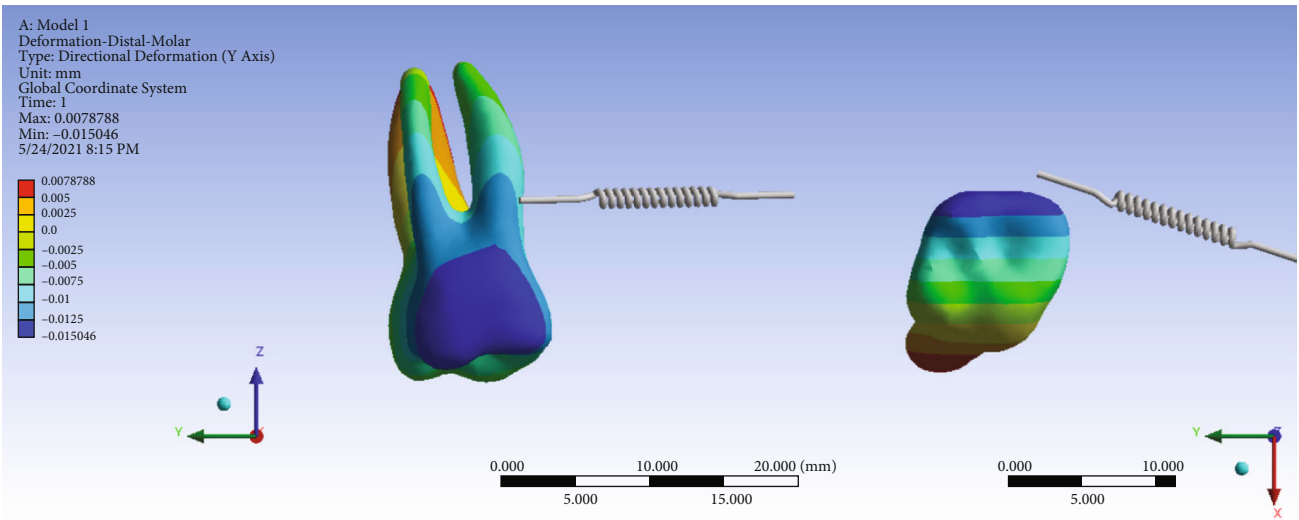 A: Model 1
Deformation-Distal-Molar
Type: Directional Deformation (Y Axis)
Unit: mm
Global Coordinate System
Time: 1
Max: 0.0078788
Min: –0.015046
5/24/2021 8:15 PM
0.0078788
0.005
0.0025
0.0
–0.0025
–0.005
–0.0075
–0.01
–0.0125
–0.015046
Z
Y
0.000 10.000 20.000 (mm)
5.000 15.000
0.000 10.000
5.000
Y
Z
X